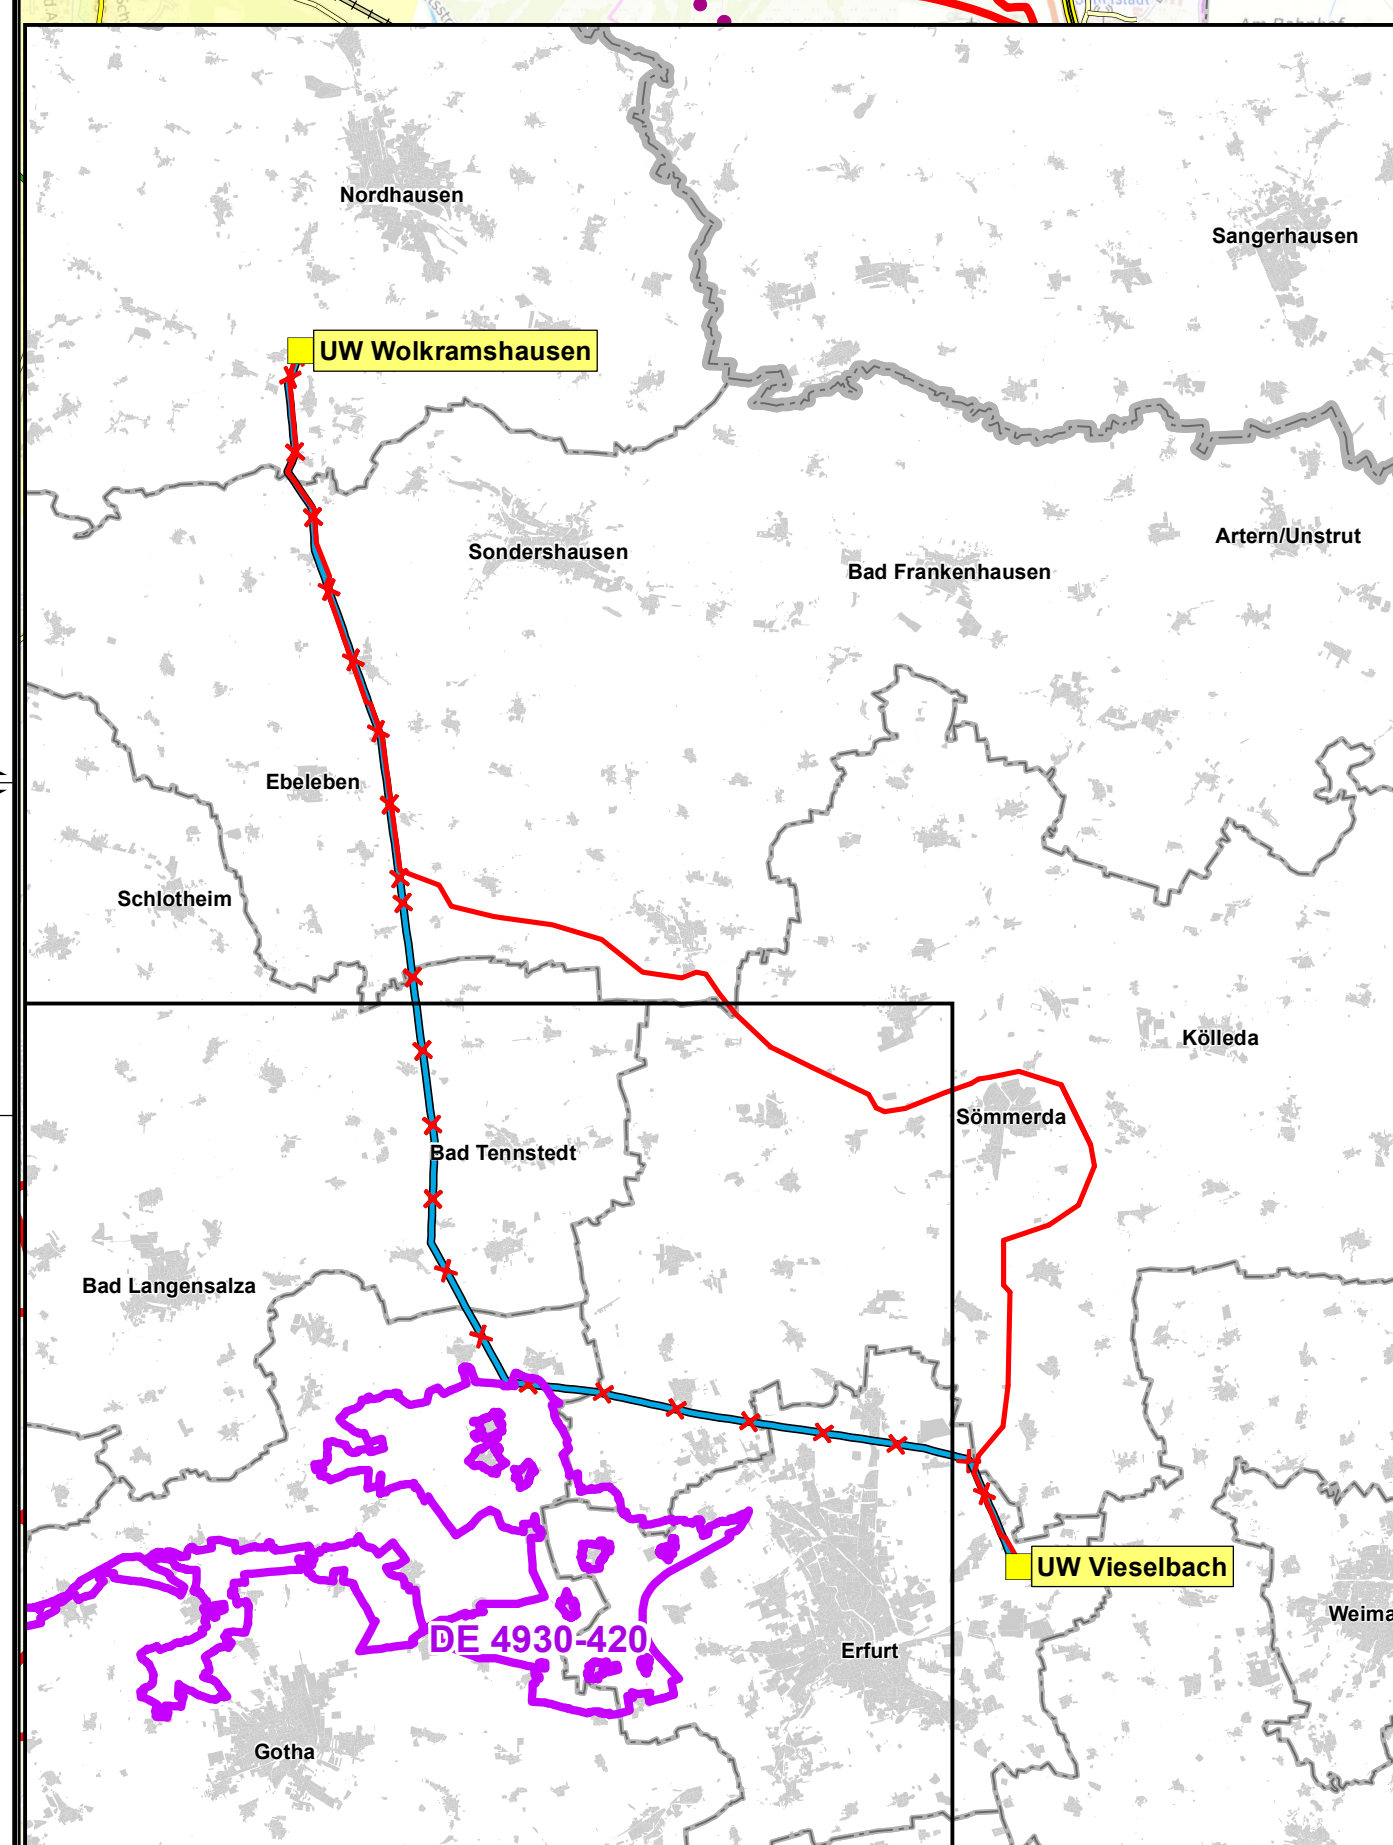 Nordhausen
Sangerhausen
UW Wolkramshausen
Sondershausen
Artern/Unstrut
Bad Frankenhausen
Ebeleben
Schlotheim
Kölleda
Sömmerda
Bad Tennstedt
Bad Langensalza
UW Vieselbach
Weima
DE 4930-420
Erfurt
Gotha